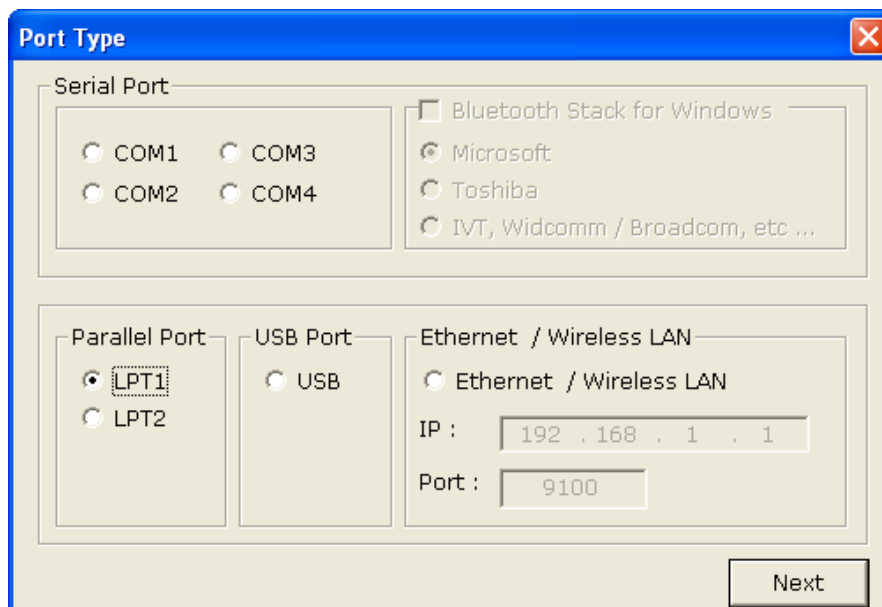 Port Type
Serial Port
COM1 COM3
COM2 COM4
Bluetooth Stack for Windows
Microsoft
Toshiba
IVT, Widcomm / Broadcom, etc ...
Parallel Port
LPT1
LPT2
USB Port
USB
Ethernet / Wireless LAN
Ethernet / Wireless LAN
IP : 192 . 168 . 1 . 1
Port : 9100
Next